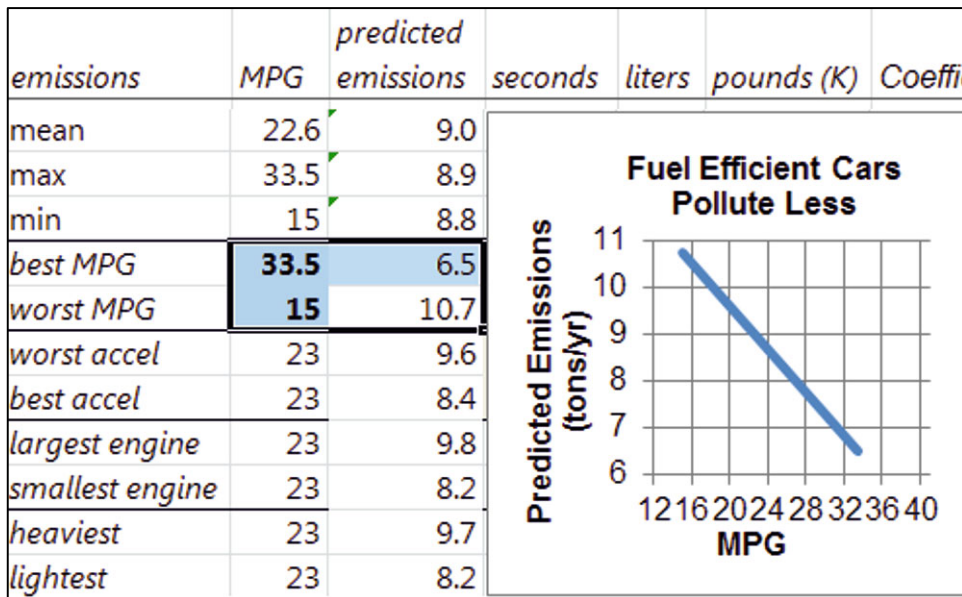 predicted
emissions MPG emissions seconds liters pounds (K) Coeffi
mean 22.6 9.0
max 33.5 8.9
min 15 8.8
best MPG 33.5 6.5
worst MPG 15 10.7
worst accel 23 9.6
best accel 23 8.4
largest engine 23 9.8
smallest engine 23 8.2
heaviest 23 9.7
lightest 23 8.2
Fuel Efficient Cars
Pollute Less
Predicted Emissions
(tons/yr)
11
10
9
8
7
6
12 16 20 24 28 32 36 40
MPG